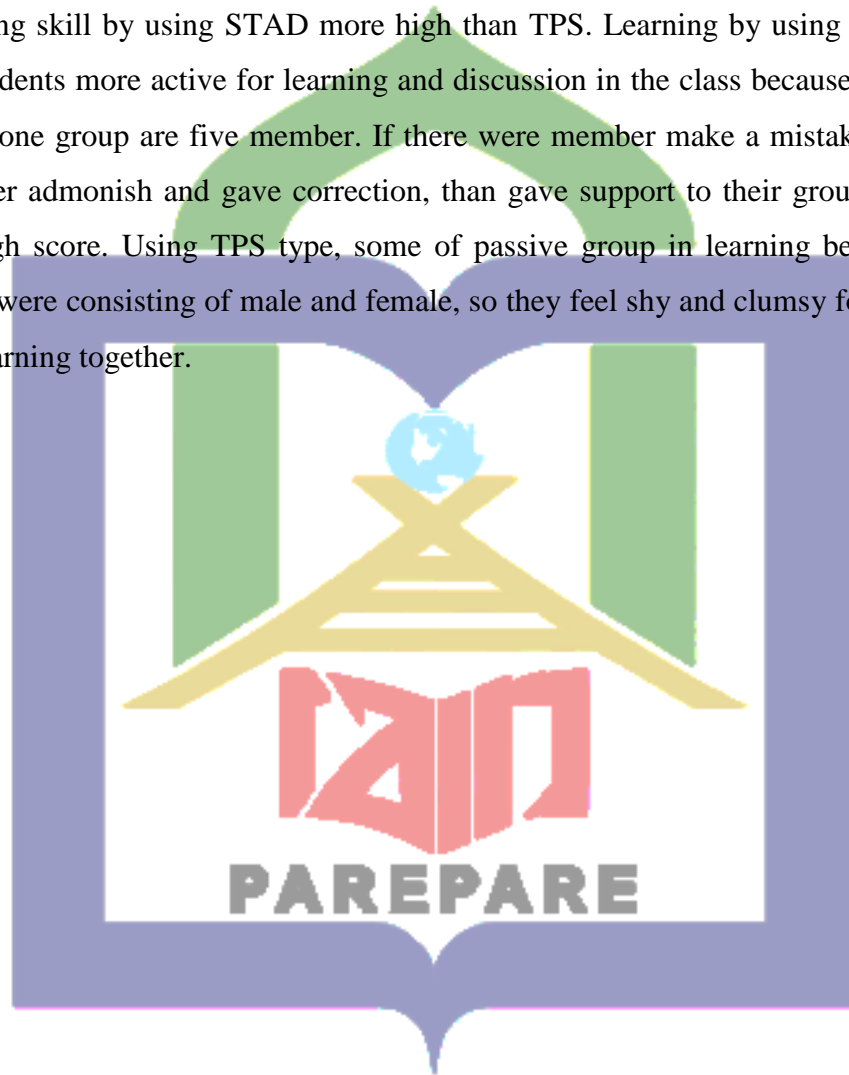 ng skill by using STAD more high than TPS. Learning by using
dents more active for learning and discussion in the class because
one group are five member. If there were member make a mistak
er admonish and gave correction, than gave support to their grou
gh score. Using TPS type, some of passive group in learning be
were consisting of male and female, so they feel shy and clumsy fo
arning together.
iain
PAREPARE